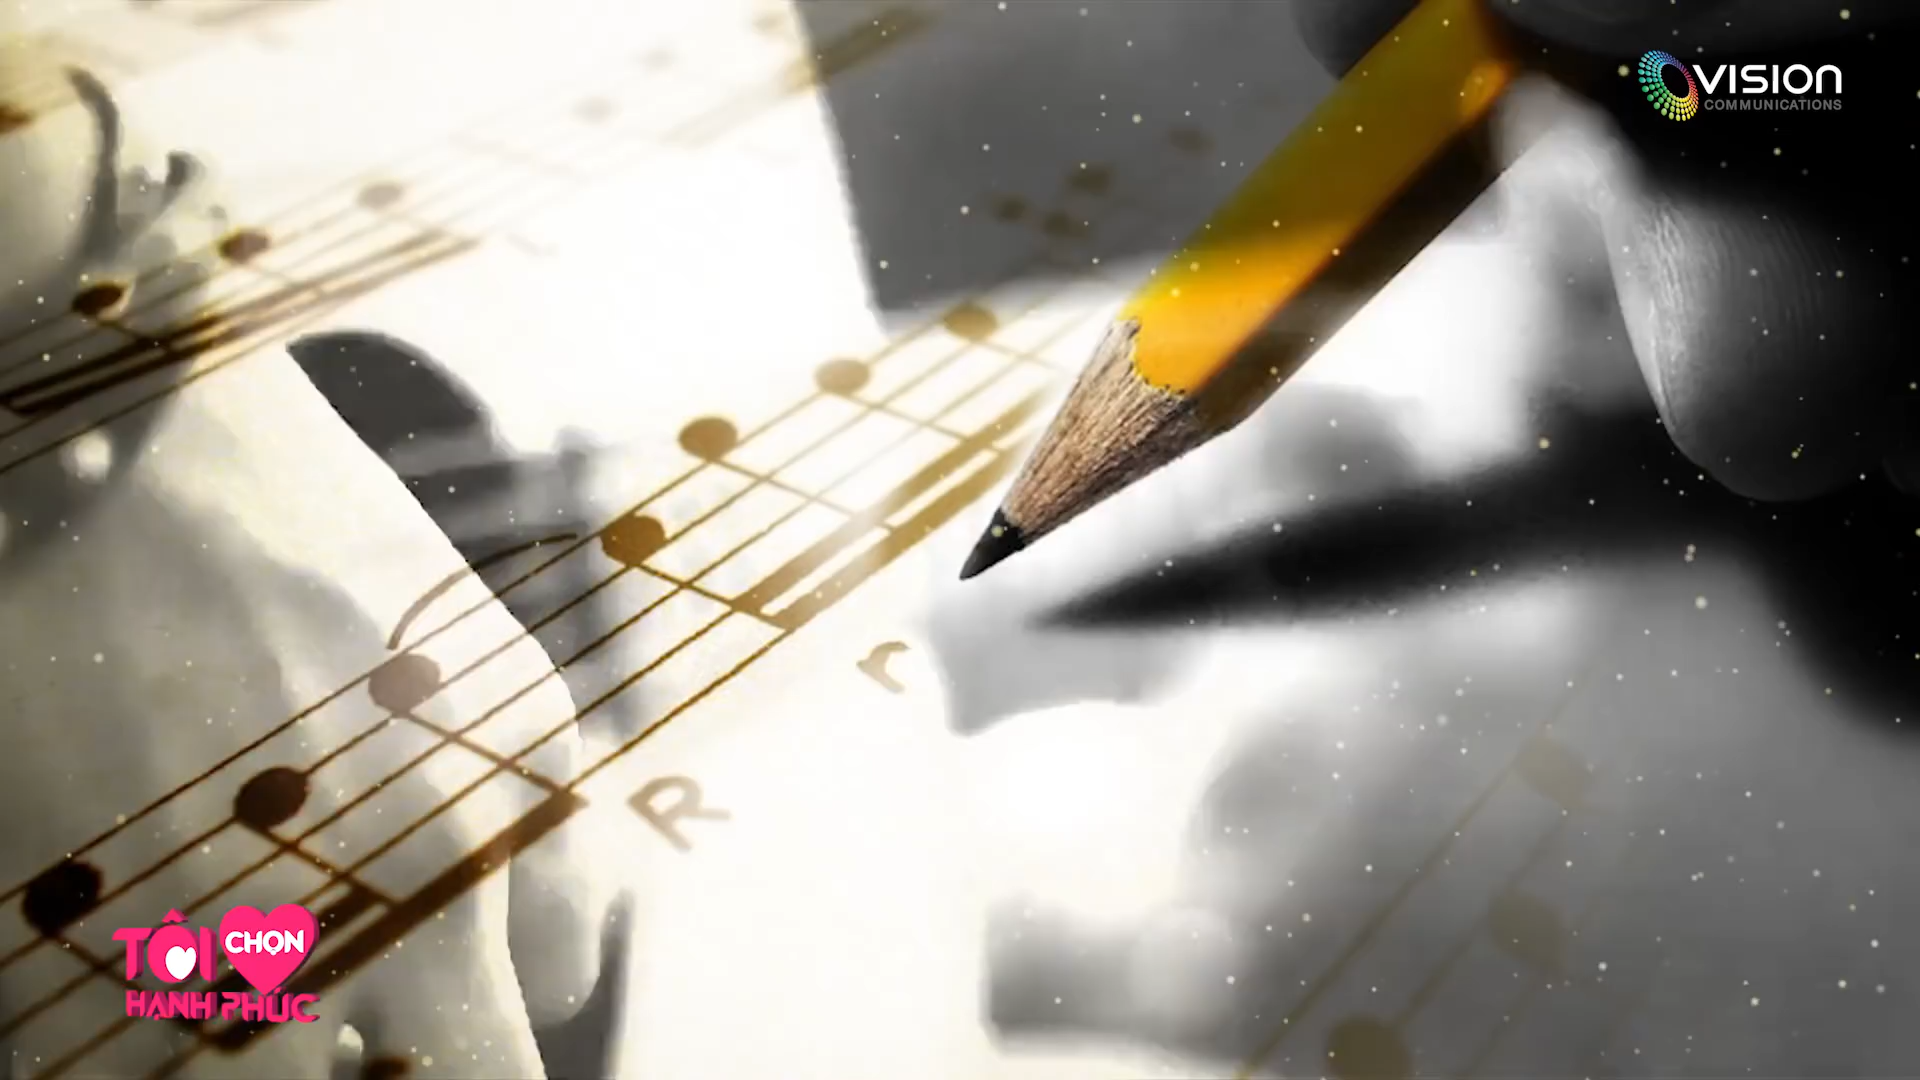 VISION
COMMUNICATIONS
TÔI CHỌN
HẠNH PHÚC
r
R